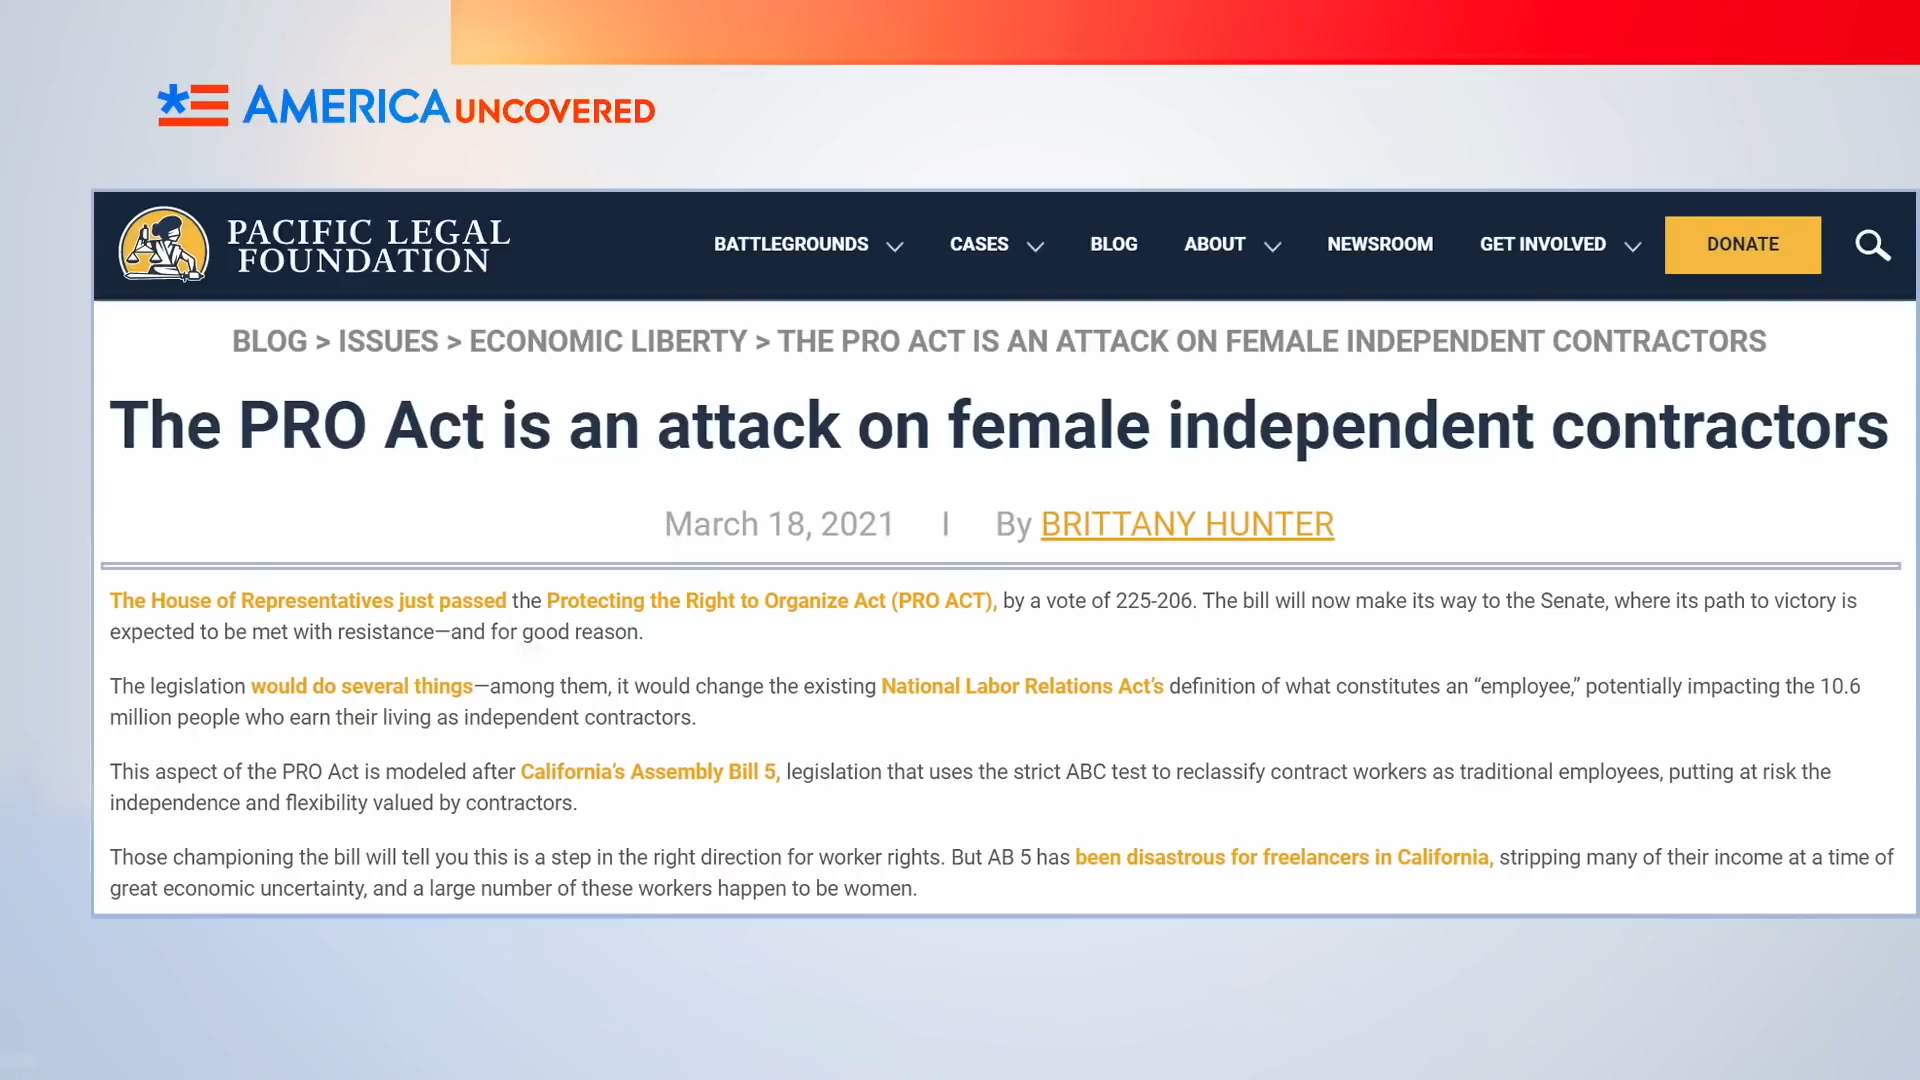 AMERICA UNCOVERED
PACIFIC LEGAL
FOUNDATION
BATTLEGROUNDS CASES BLOG ABOUT NEWSROOM GET INVOLVED DONATE
BLOG > ISSUES > ECONOMIC LIBERTY > THE PRO ACT IS AN ATTACK ON FEMALE INDEPENDENT CONTRACTORS
The PRO Act is an attack on female independent contractors
March 18, 2021 | By BRITTANY HUNTER
The House of Representatives just passed the Protecting the Right to Organize Act (PRO ACT), by a vote of 225-206. The bill will now make its way to the Senate, where its path to victory is
expected to be met with resistance—and for good reason.
The legislation would do several things—among them, it would change the existing National Labor Relations Act’s definition of what constitutes an “employee,” potentially impacting the 10.6
million people who earn their living as independent contractors.
This aspect of the PRO Act is modeled after California’s Assembly Bill 5, legislation that uses the strict ABC test to reclassify contract workers as traditional employees, putting at risk the
independence and flexibility valued by contractors.
Those championing the bill will tell you this is a step in the right direction for worker rights. But AB 5 has been disastrous for freelancers in California, stripping many of their income at a time of
great economic uncertainty, and a large number of these workers happen to be women.